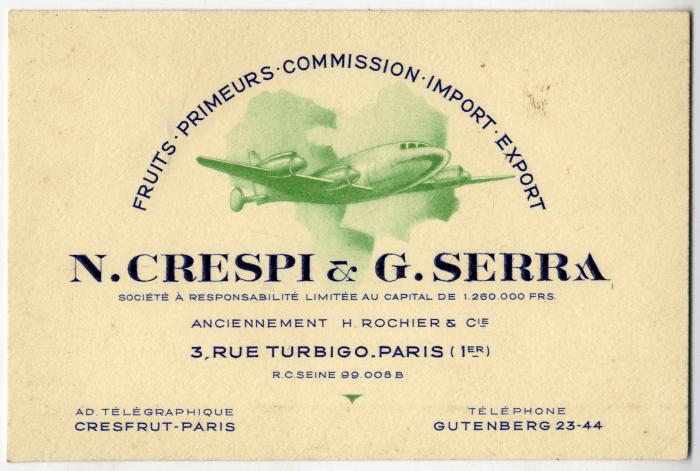 FRUITS · PRIMEURS · COMMISSION · IMPORT · EXPORT
N. CRESPI & G. SERRA
SOCIÉTÉ À RESPONSABILITÉ LIMITÉE AU CAPITAL DE 1.260.000 FRS.
ANCIENNEMENT H. ROCHIER & CIE
3, RUE TURBIGO. PARIS (1ER)
R.C. SEINE 99.008 B
AD. TÉLÉGRAPHIQUE
CRESFRUT-PARIS
TÉLÉPHONE
GUTENBERG 23-44